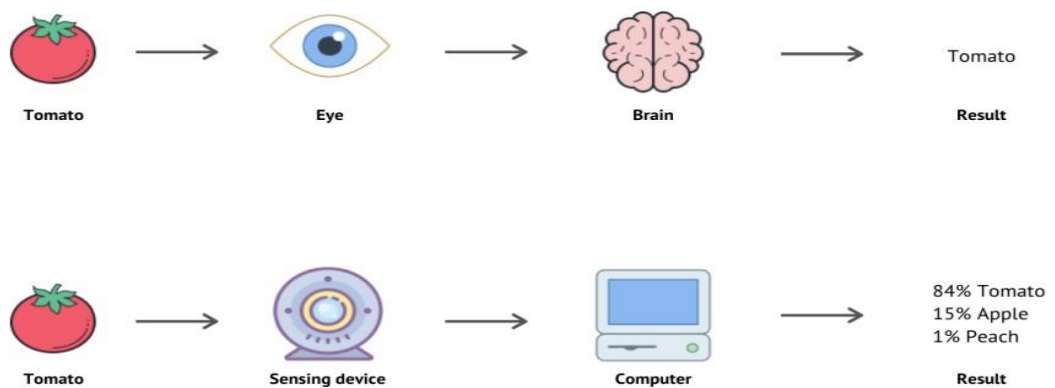 Tomato
Tomato
Eye
Brain
Result
84% Tomato
15% Apple
1% Peach
Tomato
Sensing device
Computer
Result